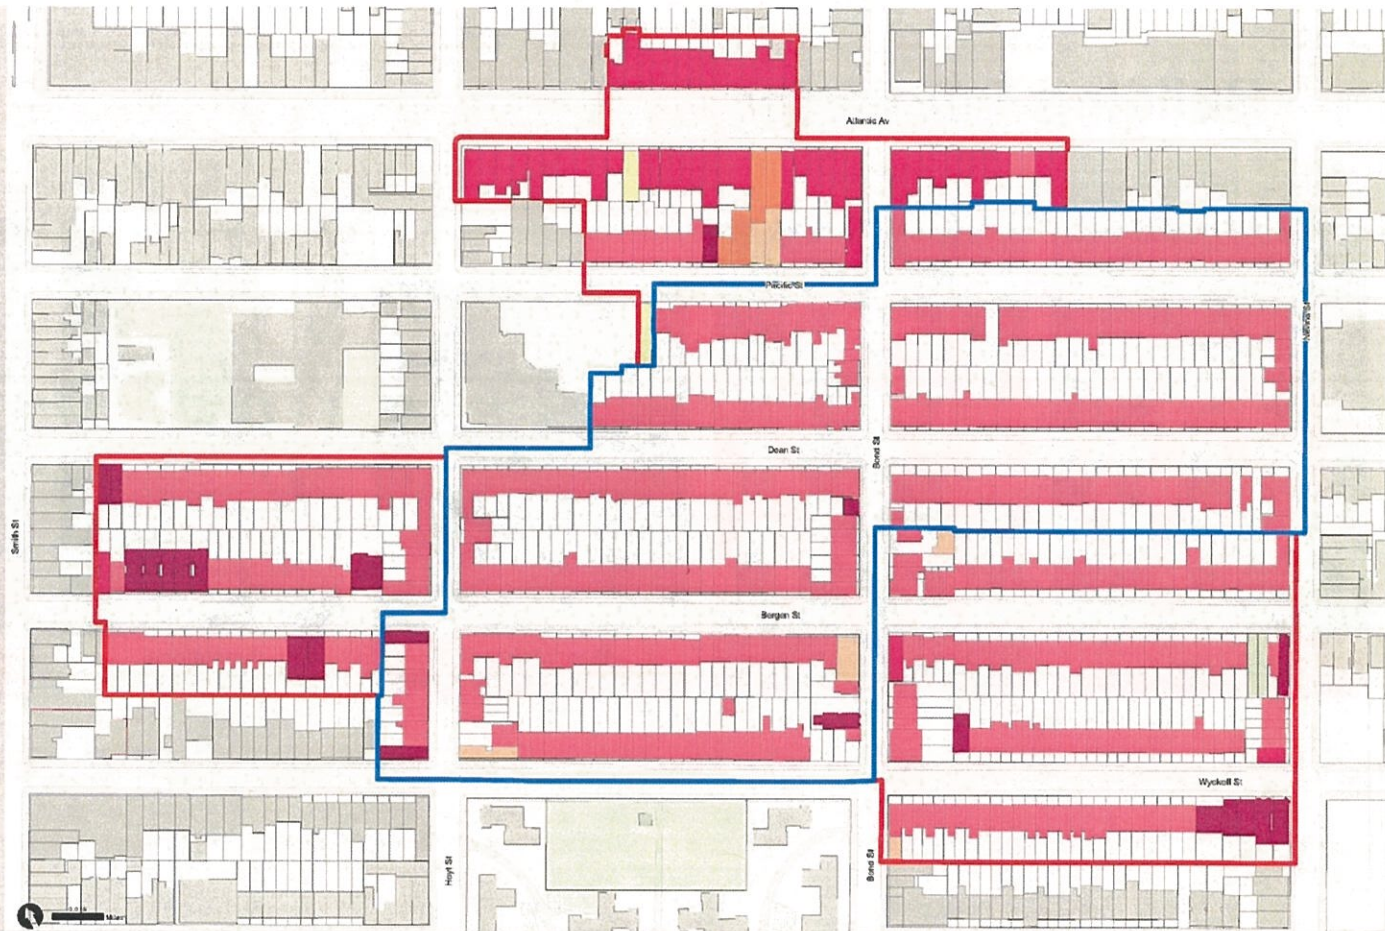 Atlantic Av
Pacific St
Nevins St
Dean St
Bond St
Smith St
Bergen St
Wyckoff St
Hoyt St
Bond St